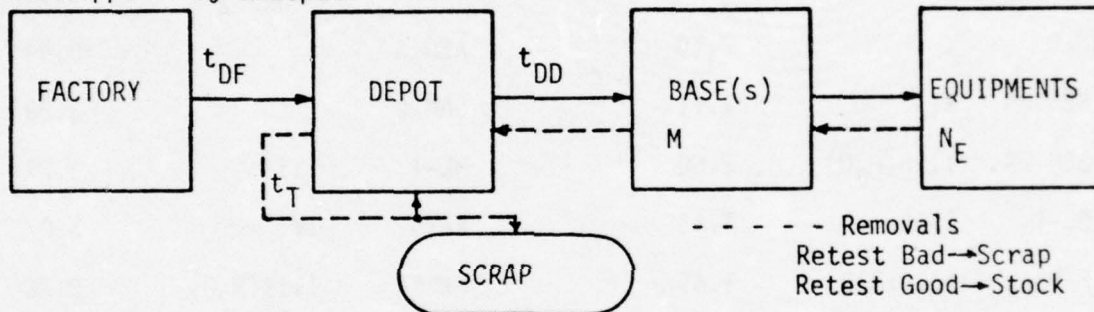 t_DF
t_DD
FACTORY
DEPOT
BASE(s)
EQUIPMENTS
M
N_E
t_T
- - - - - Removals
Retest Bad→Scrap
Retest Good→Stock
SCRAP